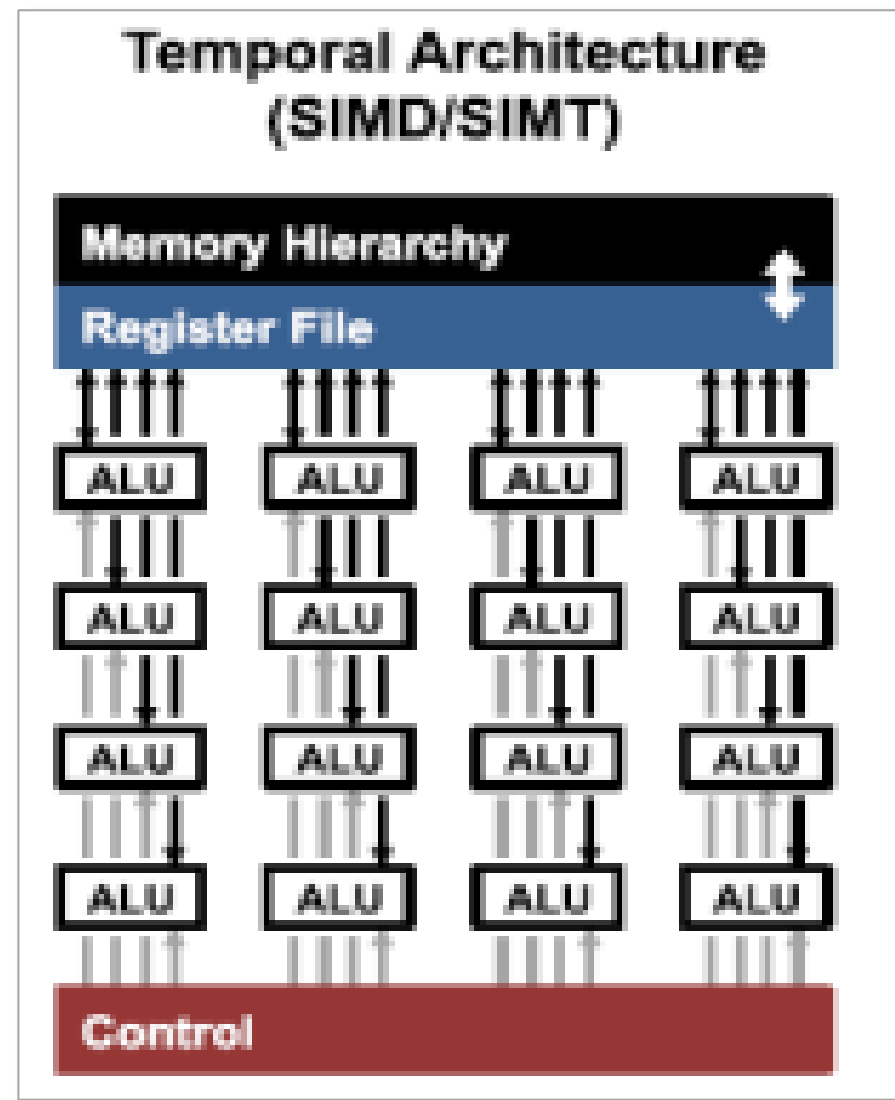 Temporal Architecture
(SIMD/SIMT)
Memory Hierarchy
Register File
ALU ALU ALU ALU
ALU ALU ALU ALU
ALU ALU ALU ALU
ALU ALU ALU ALU
Control